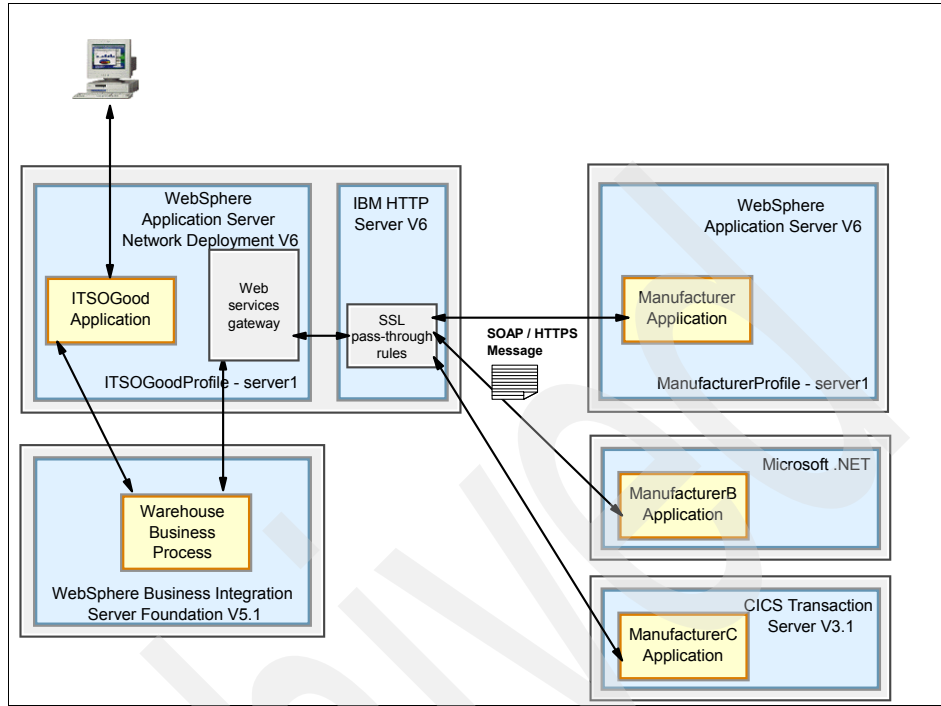 WebSphere
Application Server
Network Deployment V6
ITSOGood
Application
Web
services
gateway
ITSOGoodProfile - server1
IBM HTTP
Server V6
SSL
pass-through
rules
SOAP / HTTPS
Message
WebSphere
Application Server V6
Manufacturer
Application
ManufacturerProfile - server1
Microsoft .NET
ManufacturerB
Application
CICS Transaction
Server V3.1
ManufacturerC
Application
Warehouse
Business
Process
WebSphere Business Integration
Server Foundation V5.1